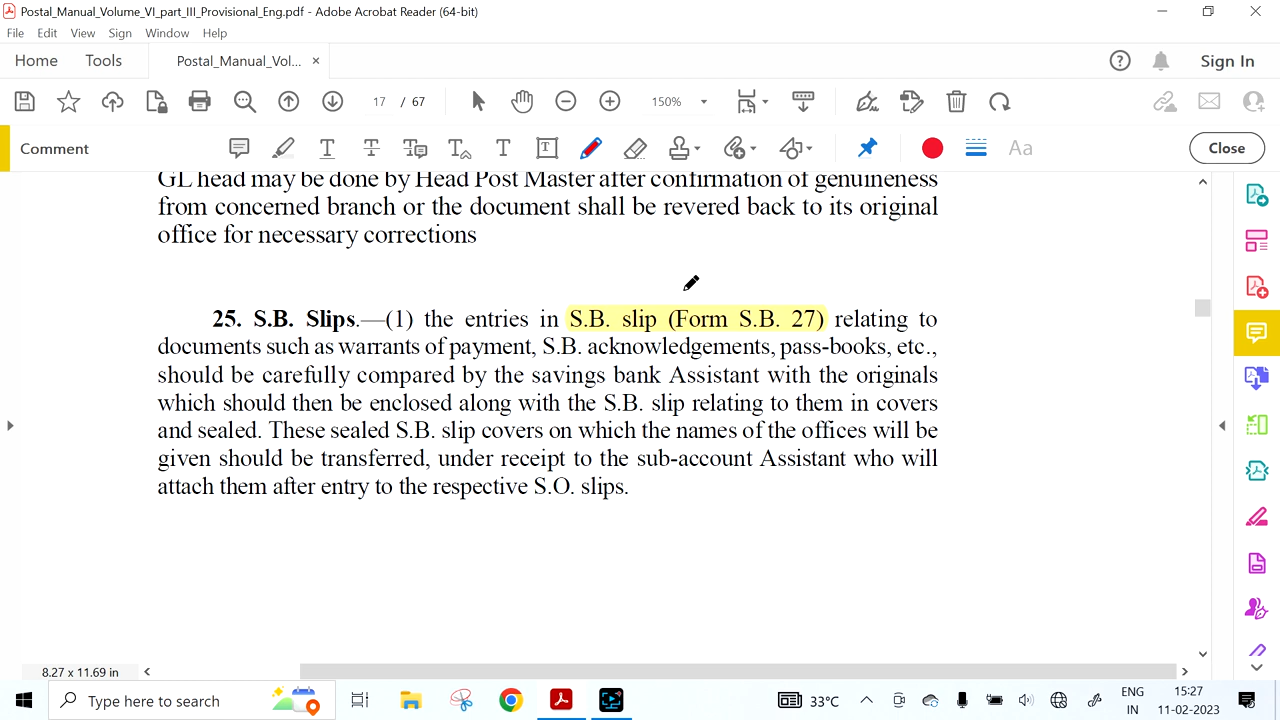 Postal_Manual_Volume_VI_part_III_Provisional_Eng.pdf - Adobe Acrobat Reader (64-bit)
File Edit View Sign Window Help
Home Tools Postal_Manual_Vol... × Sign In
17 / 67 150%
Comment Aa Close
GL head may be done by Head Post Master after confirmation of genuineness
from concerned branch or the document shall be revered back to its original
office for necessary corrections
25. S.B. Slips.—(1) the entries in S.B. slip (Form S.B. 27) relating to
documents such as warrants of payment, S.B. acknowledgements, pass-books, etc.,
should be carefully compared by the savings bank Assistant with the originals
which should then be enclosed along with the S.B. slip relating to them in covers
and sealed. These sealed S.B. slip covers on which the names of the offices will be
given should be transferred, under receipt to the sub-account Assistant who will
attach them after entry to the respective S.O. slips.
8.27 x 11.69 in
Type here to search 33°C ENG 15:27
IN 11-02-2023